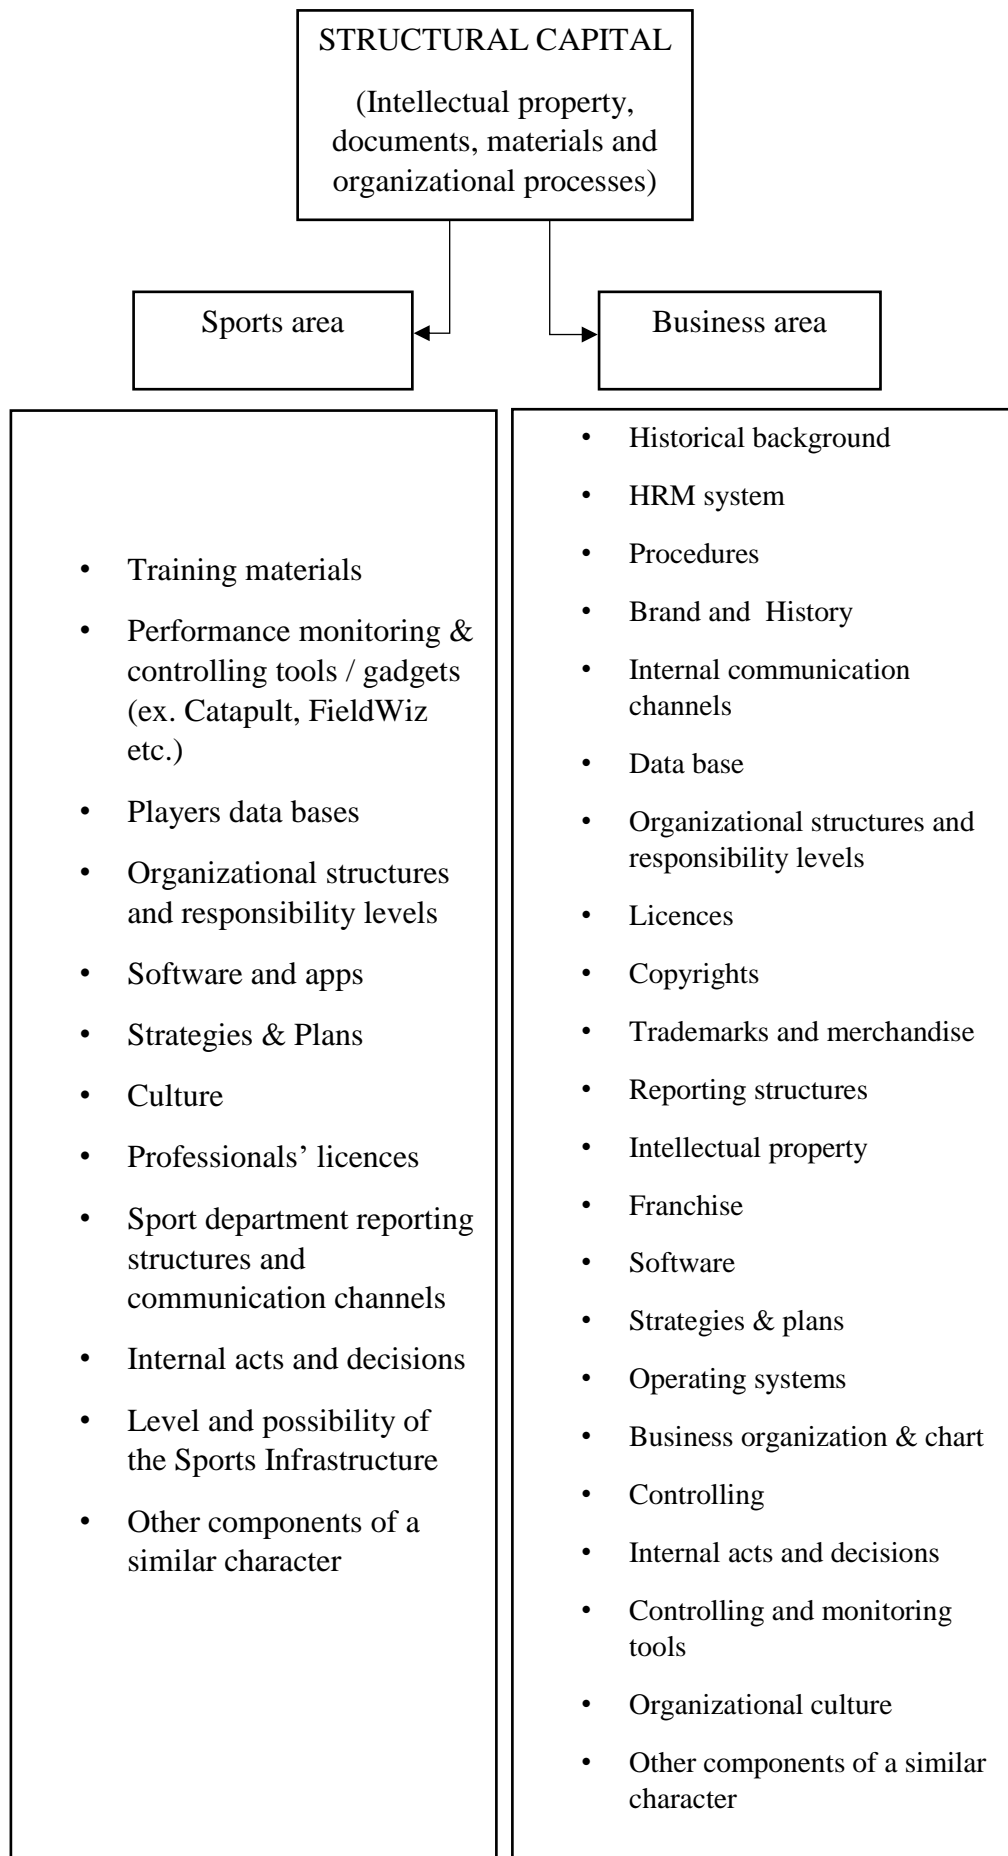 STRUCTURAL CAPITAL
(Intellectual property,
documents, materials and
organizational processes)
Sports area
Business area
• Training materials
• Performance monitoring &
controlling tools / gadgets
(ex. Catapult, FieldWiz
etc.)
• Players data bases
• Organizational structures
and responsibility levels
• Software and apps
• Strategies & Plans
• Culture
• Professionals’ licences
• Sport department reporting
structures and
communication channels
• Internal acts and decisions
• Level and possibility of
the Sports Infrastructure
• Other components of a
similar character
• Historical background
• HRM system
• Procedures
• Brand and  History
• Internal communication
channels
• Data base
• Organizational structures and
responsibility levels
• Licences
• Copyrights
• Trademarks and merchandise
• Reporting structures
• Intellectual property
• Franchise
• Software
• Strategies & plans
• Operating systems
• Business organization & chart
• Controlling
• Internal acts and decisions
• Controlling and monitoring
tools
• Organizational culture
• Other components of a similar
character